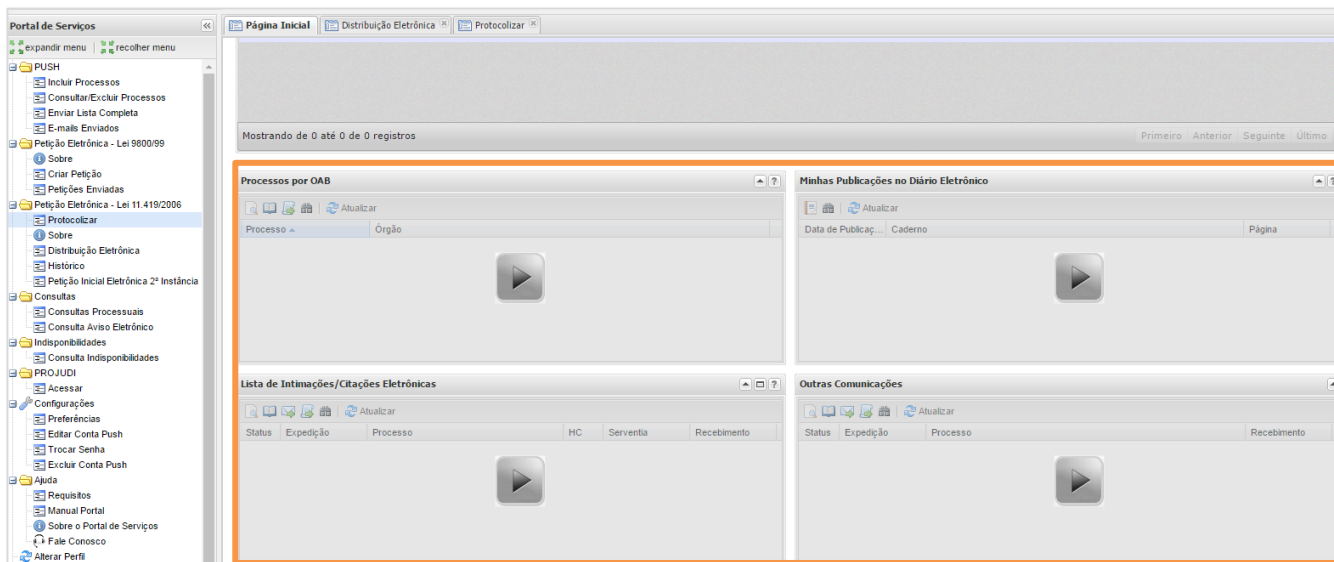 Portal de Serviços
expandir menu | recolher menu
PUSH
Incluir Processos
Consultar/Excluir Processos
Enviar Lista Completa
E-mails Enviados
Petição Eletrônica - Lei 9800/99
Sobre
Criar Petição
Petições Enviadas
Petição Eletrônica - Lei 11.419/2006
Protocolizar
Sobre
Distribuição Eletrônica
Histórico
Petição Inicial Eletrônica 2ª Instância
Consultas
Consultas Processuais
Consulta Aviso Eletrônico
Indisponibilidades
Consulta Indisponibilidades
PROJUDI
Acessar
Configurações
Preferências
Editar Conta Push
Trocar Senha
Excluir Conta Push
Ajuda
Requisitos
Manual Portal
Sobre o Portal de Serviços
Fale Conosco
Alterar Perfil
Página Inicial Distribuição Eletrônica Protocolizar
Mostrando de 0 até 0 de 0 registros Primeiro Anterior Seguinte Último
Processos por OAB
Atualizar
Processo Órgão
Minhas Publicações no Diário Eletrônico
Atualizar
Data de Publicaç... Caderno Página
Lista de Intimações/Citações Eletrônicas
Atualizar
Status Expedição Processo HC Serventia Recebimento
Outras Comunicações
Atualizar
Status Expedição Processo Recebimento